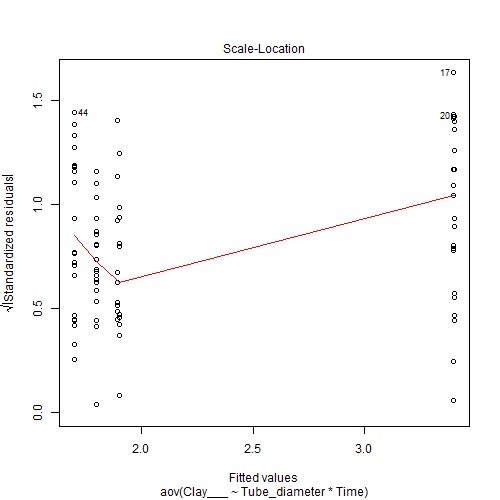 Scale-Location
√|Standardized residuals|
1.5
1.0
0.5
0.0
17
20
44
2.0 2.5 3.0
Fitted values
aov(Clay___ ~ Tube_diameter * Time)